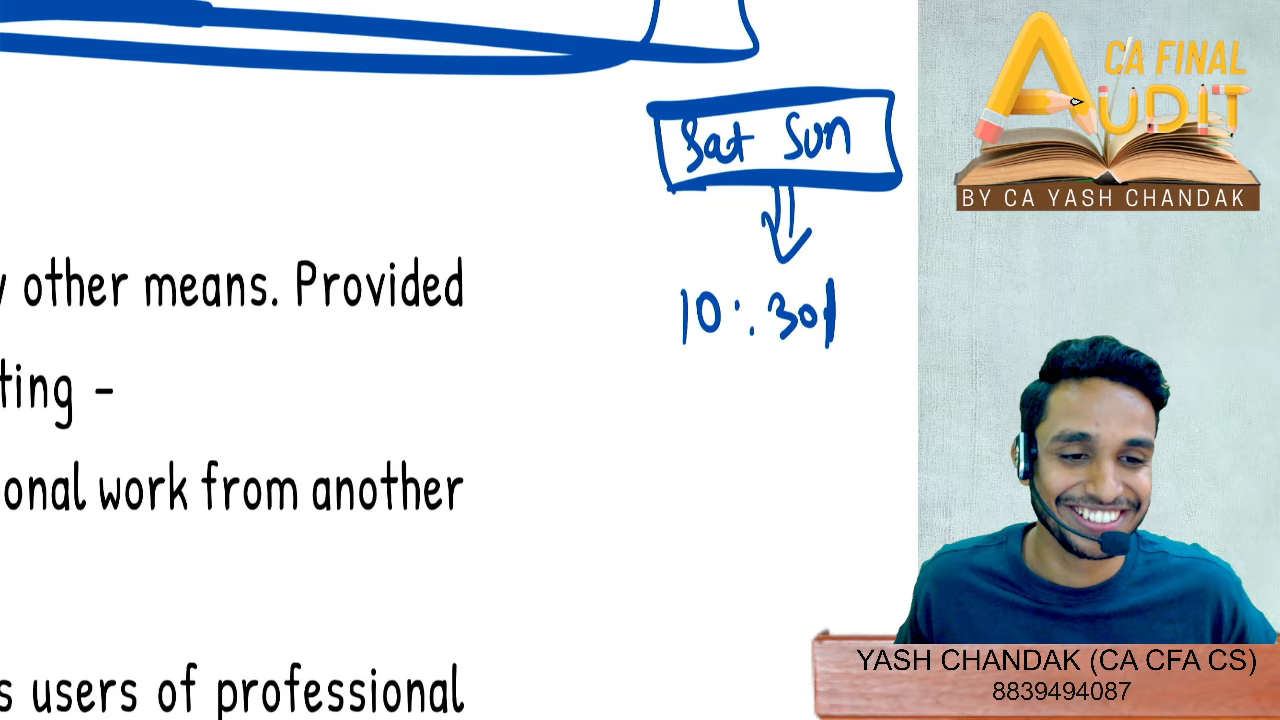 CA FINAL
AUDIT
BY CA YASH CHANDAK
Sat Sun
10:30
other means. Provided
ting -
ional work from another
s users of professional
YASH CHANDAK (CA CFA CS)
8839494087